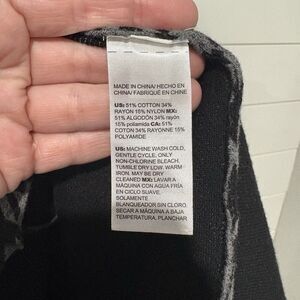 MADE IN CHINA/ HECHO EN
CHINA/ FABRIQUÉ EN CHINE
US: 51% COTTON 34%
RAYON 15% NYLON MX:
51% ALGODÓN 34% rayón
15% poliamida CA: 51%
COTON 34% RAYONNE 15%
POLYAMIDE
US: MACHINE WASH COLD,
GENTLE CYCLE, ONLY
NON-CHLORINE BLEACH,
TUMBLE DRY LOW, WARM
IRON, MAY BE DRY
CLEANED MX: LAVAR A
MÁQUINA CON AGUA FRÍA
EN CICLO SUAVE,
SOLAMENTE
BLANQUEADOR SIN CLORO,
SECAR A MÁQUINA A BAJA
TEMPERATURA, PLANCHAR